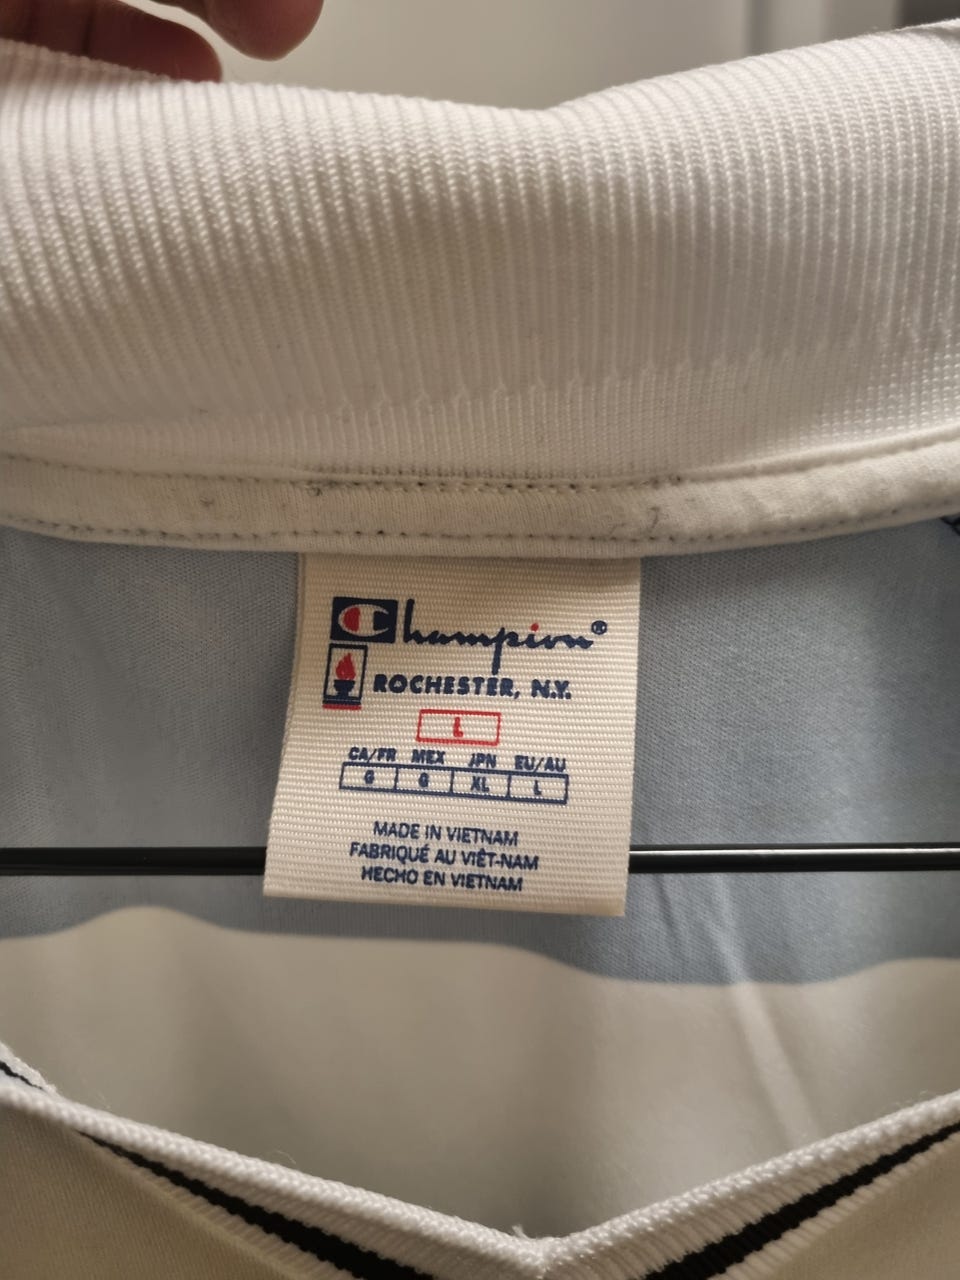 Champion®
ROCHESTER, N.Y.
L
CA/FR MEX JPN EU/AU
G G XL L
MADE IN VIETNAM
FABRIQUÉ AU VIÊT-NAM
HECHO EN VIETNAM